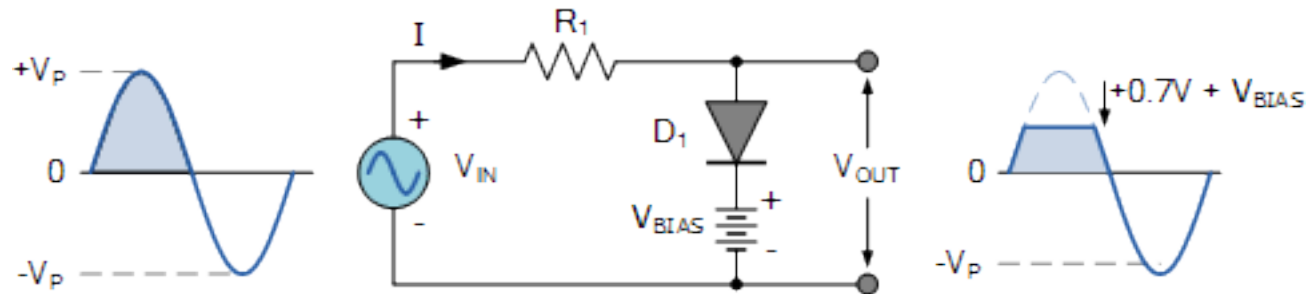 +VP
0
-VP
I
R1
+
VIN
-
D1
VBIAS
+
-
VOUT
+0.7V + VBIAS
0
-VP